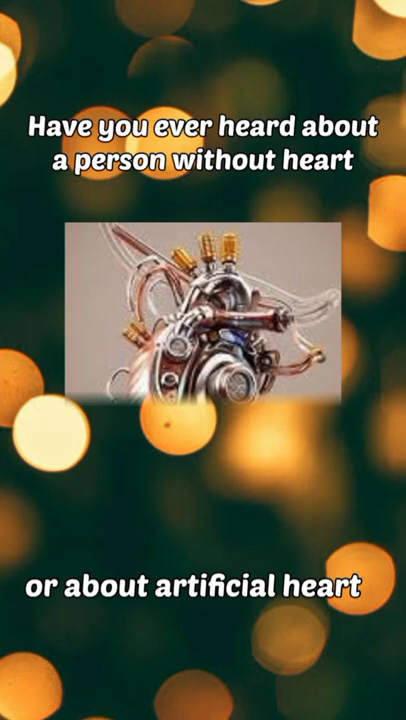 Have you ever heard about
a person without heart
or about artificial heart